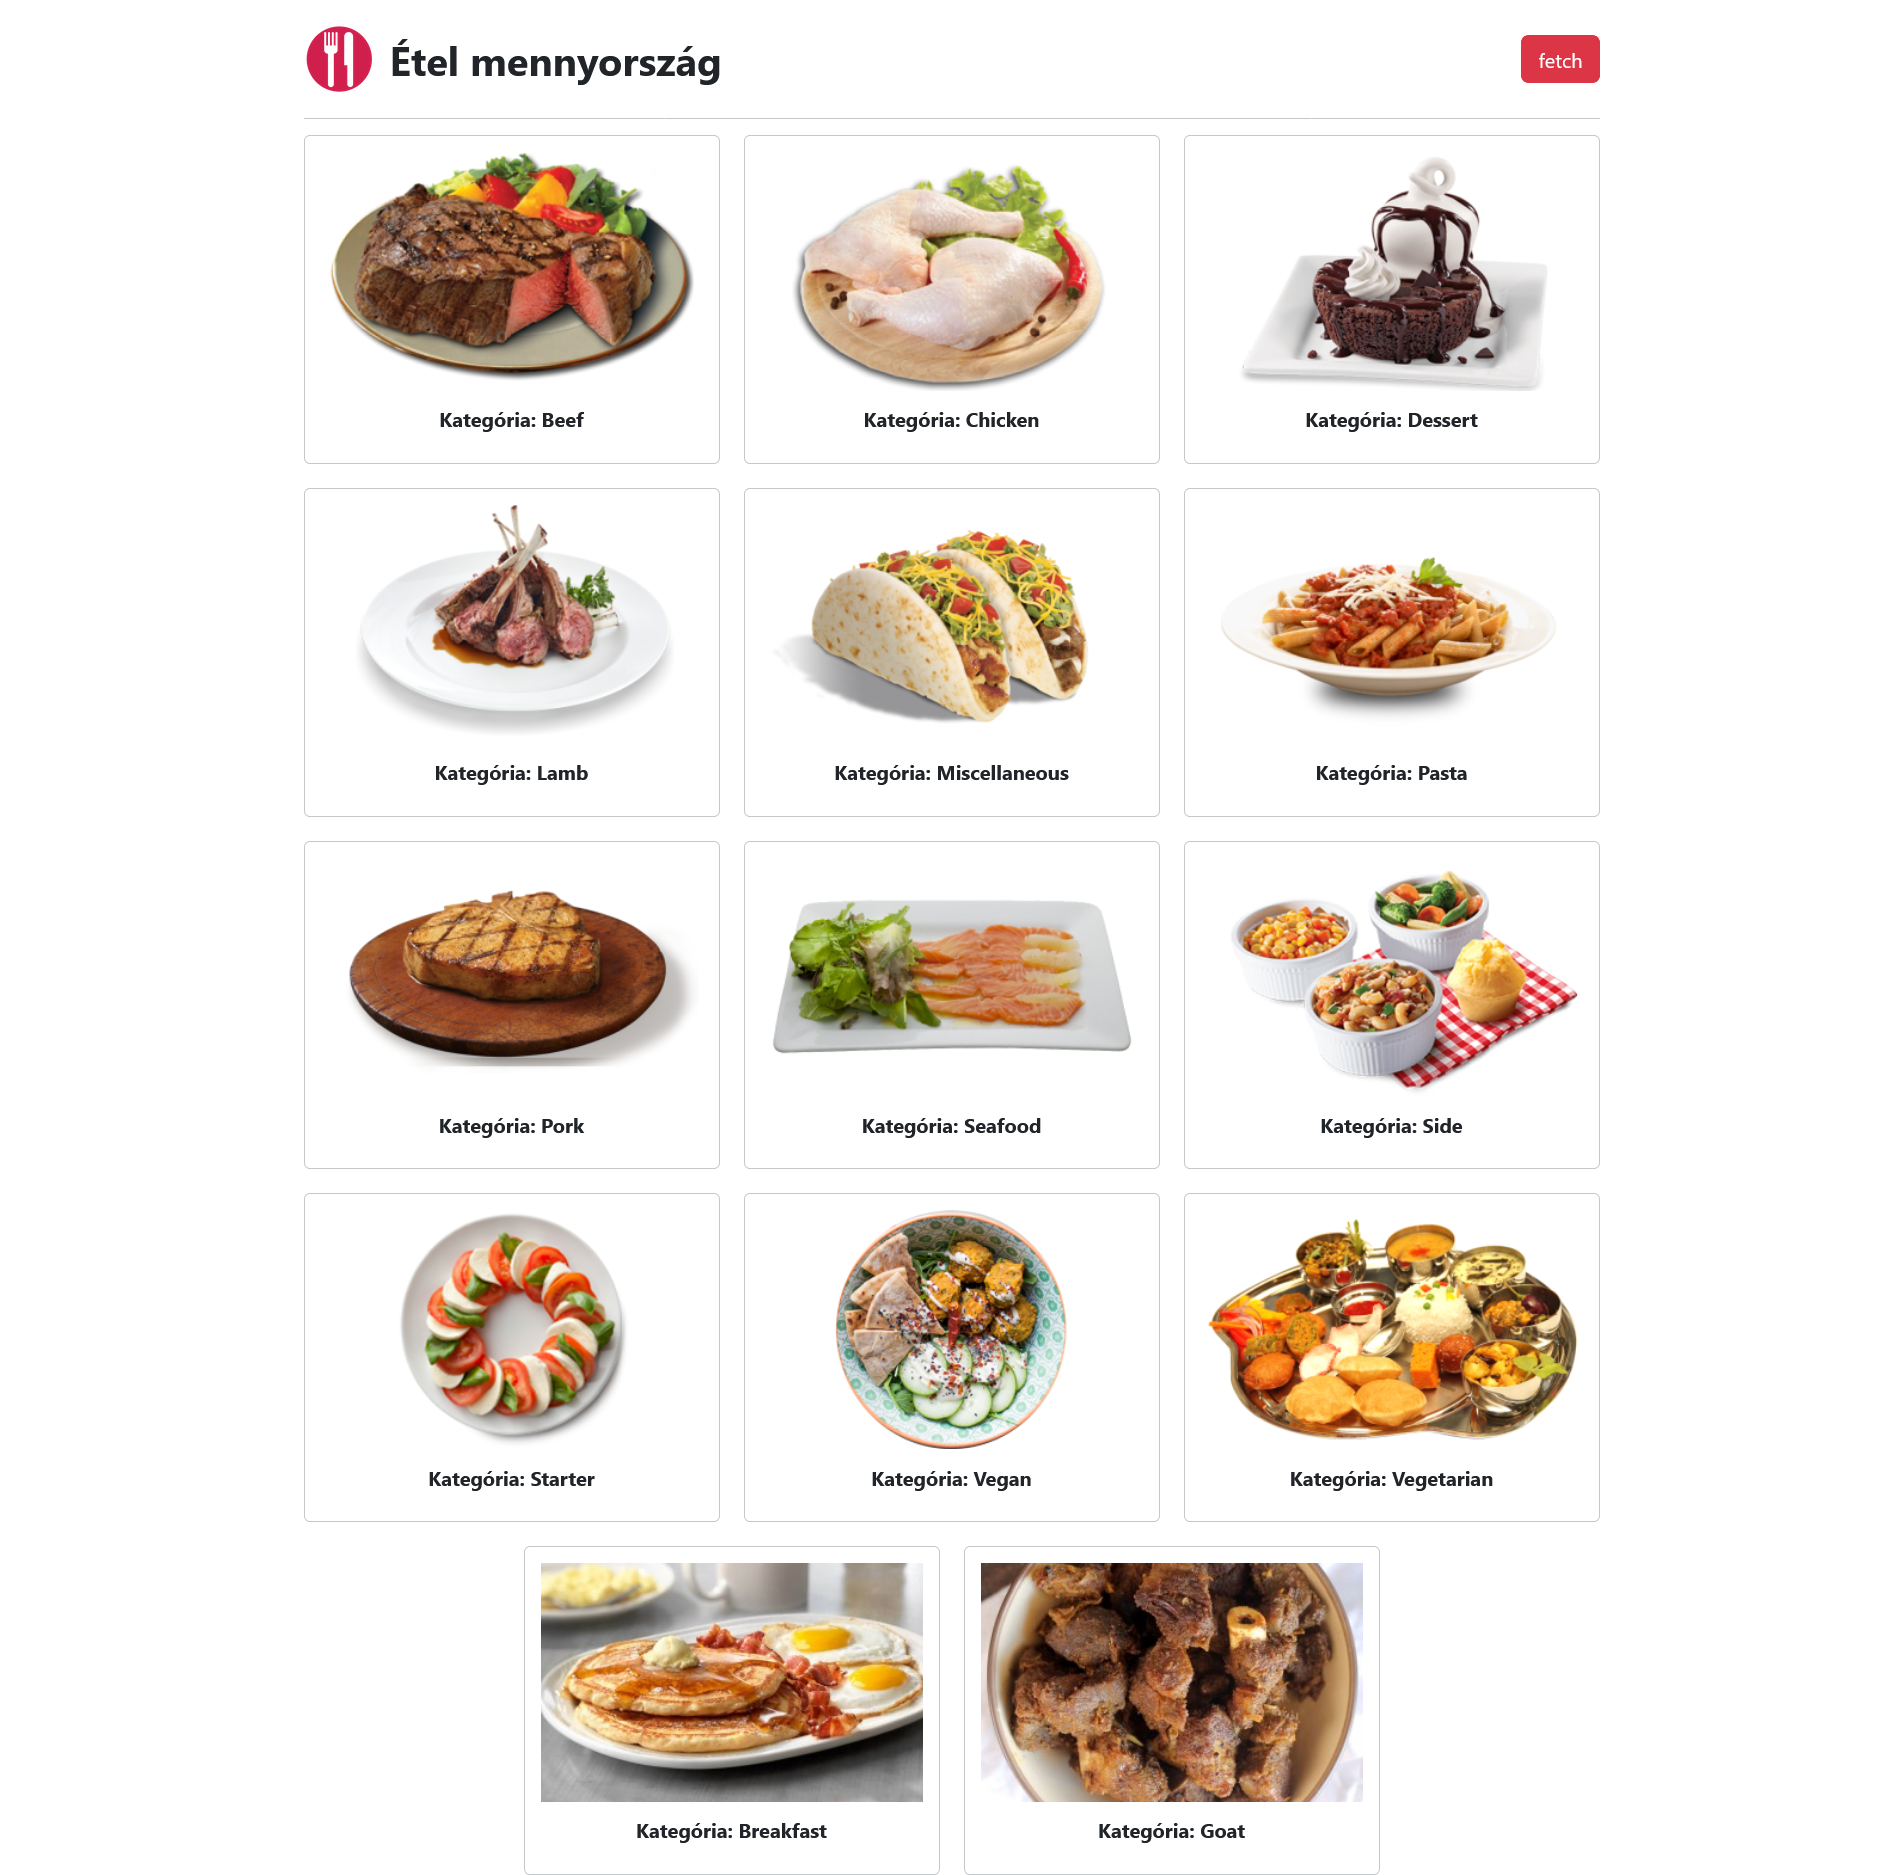 Étel mennyország
fetch
Kategória: Beef
Kategória: Chicken
Kategória: Dessert
Kategória: Lamb
Kategória: Miscellaneous
Kategória: Pasta
Kategória: Pork
Kategória: Seafood
Kategória: Side
Kategória: Starter
Kategória: Vegan
Kategória: Vegetarian
Kategória: Breakfast
Kategória: Goat